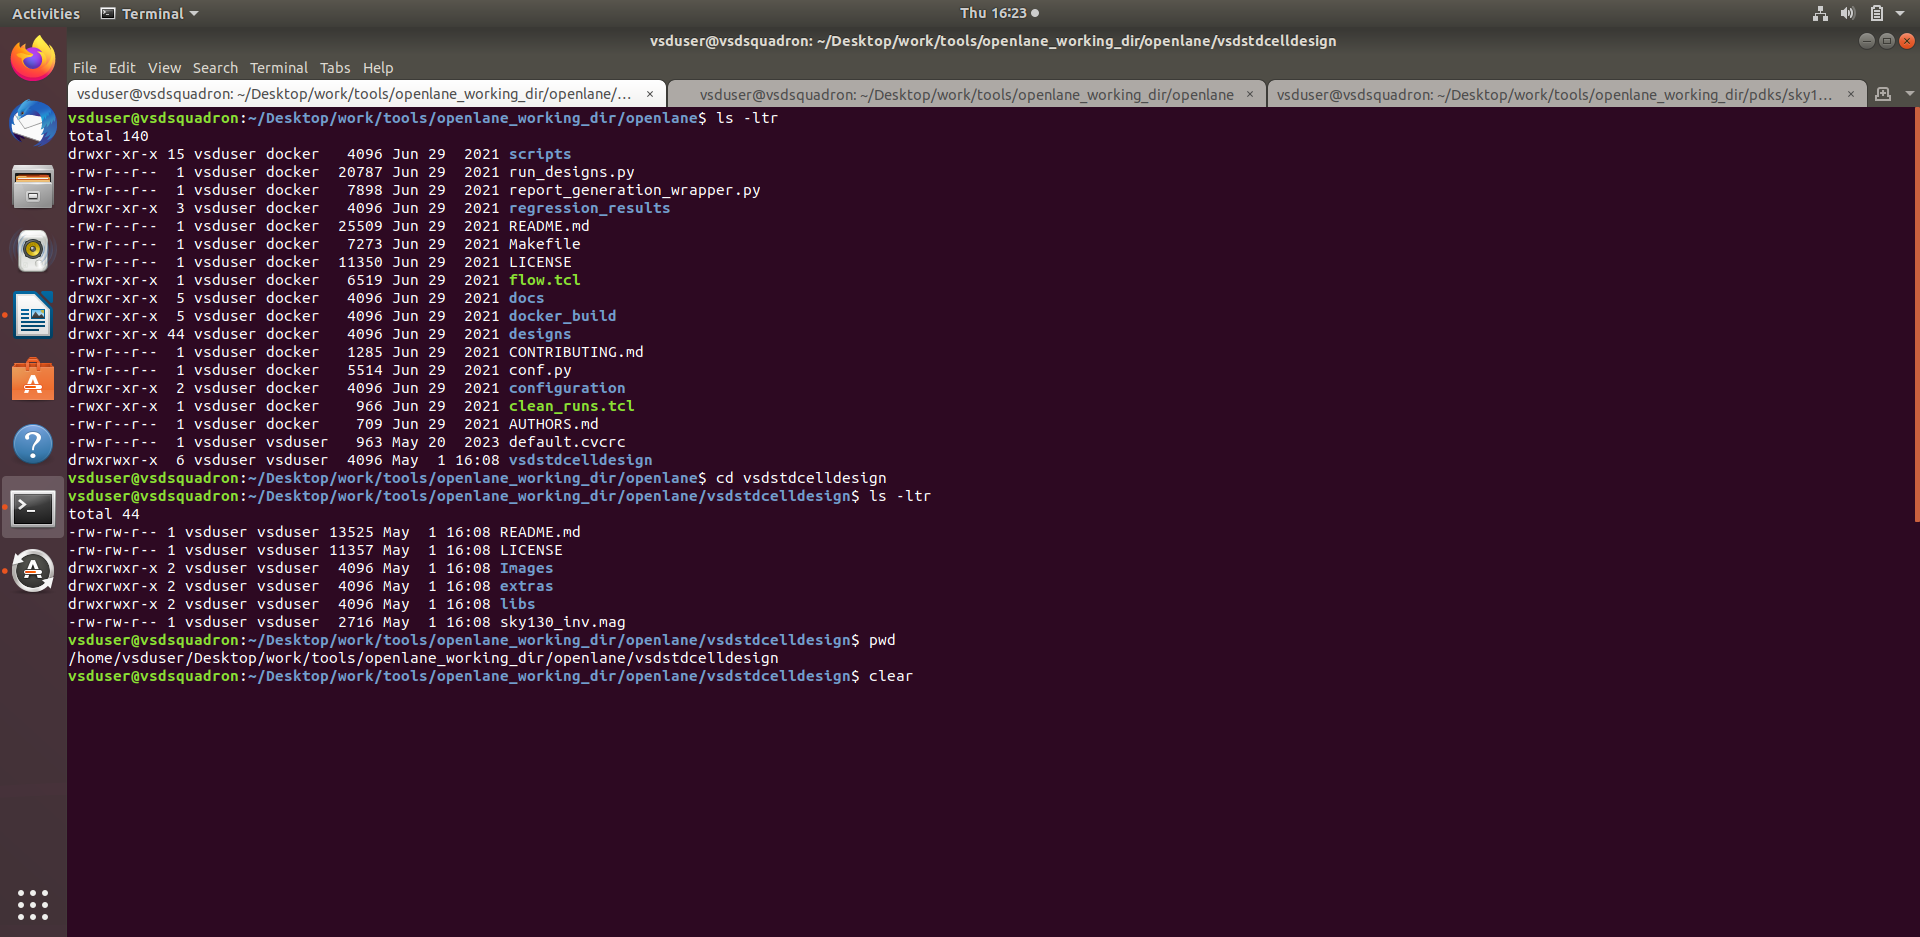 Activities Terminal Thu 16:23
vsduser@vsdsquadron: ~/Desktop/work/tools/openlane_working_dir/openlane/vsdstdcelldesign
File Edit View Search Terminal Tabs Help
vsduser@vsdsquadron: ~/Desktop/work/tools/openlane_working_dir/openlane/... × vsduser@vsdsquadron: ~/Desktop/work/tools/openlane_working_dir/openlane × vsduser@vsdsquadron: ~/Desktop/work/tools/openlane_working_dir/pdks/sky1... ×
vsduser@vsdsquadron:~/Desktop/work/tools/openlane_working_dir/openlane$ ls -ltr
total 140
drwxr-xr-x 15 vsduser docker   4096 Jun 29  2021 scripts
-rw-r--r--  1 vsduser docker  20787 Jun 29  2021 run_designs.py
-rw-r--r--  1 vsduser docker   7898 Jun 29  2021 report_generation_wrapper.py
drwxr-xr-x  3 vsduser docker   4096 Jun 29  2021 regression_results
-rw-r--r--  1 vsduser docker  25509 Jun 29  2021 README.md
-rw-r--r--  1 vsduser docker   7273 Jun 29  2021 Makefile
-rw-r--r--  1 vsduser docker  11350 Jun 29  2021 LICENSE
-rwxr-xr-x  1 vsduser docker   6519 Jun 29  2021 flow.tcl
drwxr-xr-x  5 vsduser docker   4096 Jun 29  2021 docs
drwxr-xr-x  5 vsduser docker   4096 Jun 29  2021 docker_build
drwxr-xr-x 44 vsduser docker   4096 Jun 29  2021 designs
-rw-r--r--  1 vsduser docker   1285 Jun 29  2021 CONTRIBUTING.md
-rw-r--r--  1 vsduser docker   5514 Jun 29  2021 conf.py
drwxr-xr-x  2 vsduser docker   4096 Jun 29  2021 configuration
-rwxr-xr-x  1 vsduser docker    966 Jun 29  2021 clean_runs.tcl
-rw-r--r--  1 vsduser docker    709 Jun 29  2021 AUTHORS.md
-rw-r--r--  1 vsduser vsduser   963 May 20  2023 default.cvcrc
drwxrwxr-x  6 vsduser vsduser  4096 May  1 16:08 vsdstdcelldesign
vsduser@vsdsquadron:~/Desktop/work/tools/openlane_working_dir/openlane$ cd vsdstdcelldesign
vsduser@vsdsquadron:~/Desktop/work/tools/openlane_working_dir/openlane/vsdstdcelldesign$ ls -ltr
total 44
-rw-rw-r-- 1 vsduser vsduser 13525 May  1 16:08 README.md
-rw-rw-r-- 1 vsduser vsduser 11357 May  1 16:08 LICENSE
drwxrwxr-x 2 vsduser vsduser  4096 May  1 16:08 Images
drwxrwxr-x 2 vsduser vsduser  4096 May  1 16:08 extras
drwxrwxr-x 2 vsduser vsduser  4096 May  1 16:08 libs
-rw-rw-r-- 1 vsduser vsduser  2716 May  1 16:08 sky130_inv.mag
vsduser@vsdsquadron:~/Desktop/work/tools/openlane_working_dir/openlane/vsdstdcelldesign$ pwd
/home/vsduser/Desktop/work/tools/openlane_working_dir/openlane/vsdstdcelldesign
vsduser@vsdsquadron:~/Desktop/work/tools/openlane_working_dir/openlane/vsdstdcelldesign$ clear